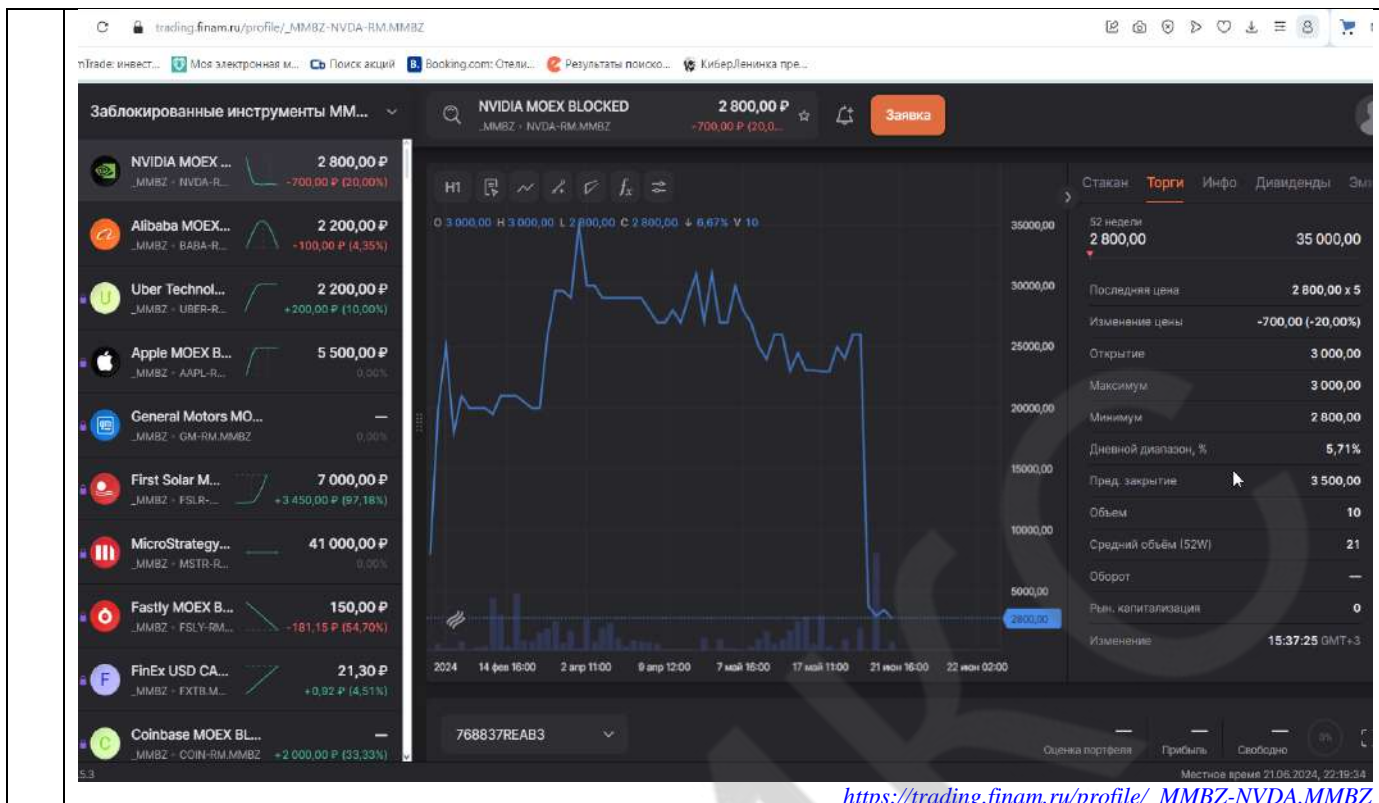 trading.finam.ru/profile/_MMBZ-NVDA-RM.MMBZ
nTrade: инвест... Моя электронная м... Сb Поиск акций B. Booking.com: Отели... Результаты поиско... КиберЛенинка пре...
Заблокированные инструменты ММ...
NVIDIA MOEX BLOCKED 2 800,00 ₽
_MMBZ • NVDA-RM.MMBZ -700,00 ₽ (20,0...
Заявка
NVIDIA MOEX ... 2 800,00 ₽
_MMBZ • NVDA-R... -700,00 ₽ (20,00%)
Alibaba MOEX... 2 200,00 ₽
_MMBZ • BABA-R... -100,00 ₽ (4,35%)
Uber Technol... 2 200,00 ₽
_MMBZ • UBER-R... +200,00 ₽ (10,00%)
Apple MOEX B... 5 500,00 ₽
_MMBZ • AAPL-R... 0,00%
General Motors MO... —
_MMBZ • GM-RM.MMBZ 0,00%
First Solar M... 7 000,00 ₽
_MMBZ • FSLR-... +3 450,00 ₽ (97,18%)
MicroStrategy... 41 000,00 ₽
_MMBZ • MSTR-R... 0,00%
Fastly MOEX B... 150,00 ₽
_MMBZ • FSLY-RM... -181,15 ₽ (54,70%)
FinEx USD CA... 21,30 ₽
_MMBZ • FXTB.M... +0,92 ₽ (4,51%)
Coinbase MOEX BL... —
_MMBZ • COIN-RM.MMBZ +2 000,00 ₽ (33,33%)
5.3
H1 fx
O 3 000,00 H 3 000,00 L 2 800,00 C 2 800,00 ↓ 6,67% V 10
35000,00
30000,00
25000,00
20000,00
15000,00
10000,00
5000,00
2800,00
2024 14 фев 16:00 2 апр 11:00 9 апр 12:00 7 май 16:00 17 май 11:00 21 июн 16:00 22 июн 02:00
Стакан Торги Инфо Дивиденды Эм
52 недели
2 800,00 35 000,00
Последняя цена 2 800,00 x 5
Изменение цены -700,00 (-20,00%)
Открытие 3 000,00
Максимум 3 000,00
Минимум 2 800,00
Дневной диапазон, % 5,71%
Пред. закрытие 3 500,00
Объем 10
Средний объём (52W) 21
Оборот —
Рын. капитализация 0
Изменение 15:37:25 GMT+3
768837REAB3
— — —
Оценка портфеля Прибыль Свободно
Местное время 21.06.2024, 22:19:34
https://trading.finam.ru/profile/_MMBZ-NVDA.MMBZ